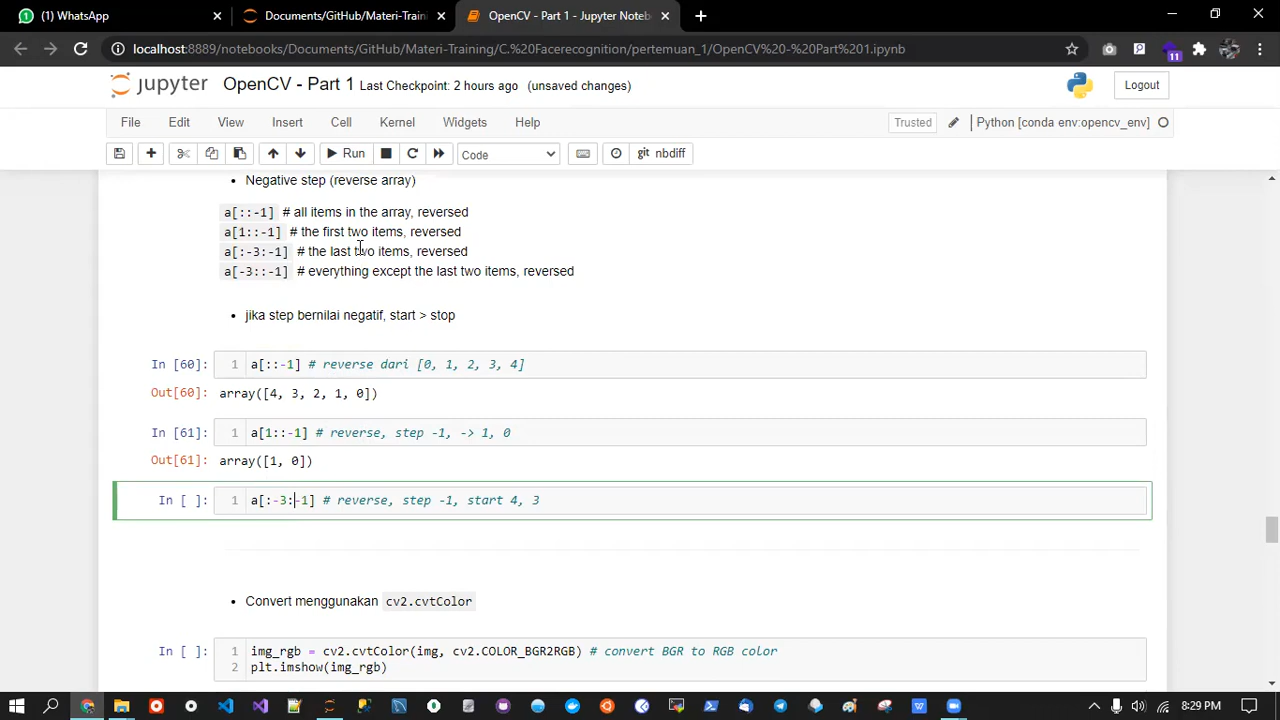 WhatsApp
Documents/GitHub/Materi-Traini
OpenCV - Part 1 - Jupyter Noteb
localhost:8889/notebooks/Documents/GitHub/Materi-Training/C.%20Facerecognition/pertemuan_1/OpenCV%20-%20Part%201.ipynb
11
jupyter OpenCV - Part 1 Last Checkpoint: 2 hours ago (unsaved changes) Logout
File Edit View Insert Cell Kernel Widgets Help Trusted Python [conda env:opencv_env]
Run Code git nbdiff
• Negative step (reverse array)
a[::-1] # all items in the array, reversed
a[1::-1] # the first two items, reversed
a[:-3:-1] # the last two items, reversed
a[-3::-1] # everything except the last two items, reversed
• jika step bernilai negatif, start > stop
In [60]: 1 a[::-1] # reverse dari [0, 1, 2, 3, 4]
Out[60]: array([4, 3, 2, 1, 0])
In [61]: 1 a[1::-1] # reverse, step -1, -> 1, 0
Out[61]: array([1, 0])
In [ ]: 1 a[:-3:-1] # reverse, step -1, start 4, 3
• Convert menggunakan cv2.cvtColor
In [ ]: 1 img_rgb = cv2.cvtColor(img, cv2.COLOR_BGR2RGB) # convert BGR to RGB color
2 plt.imshow(img_rgb)
8:29 PM